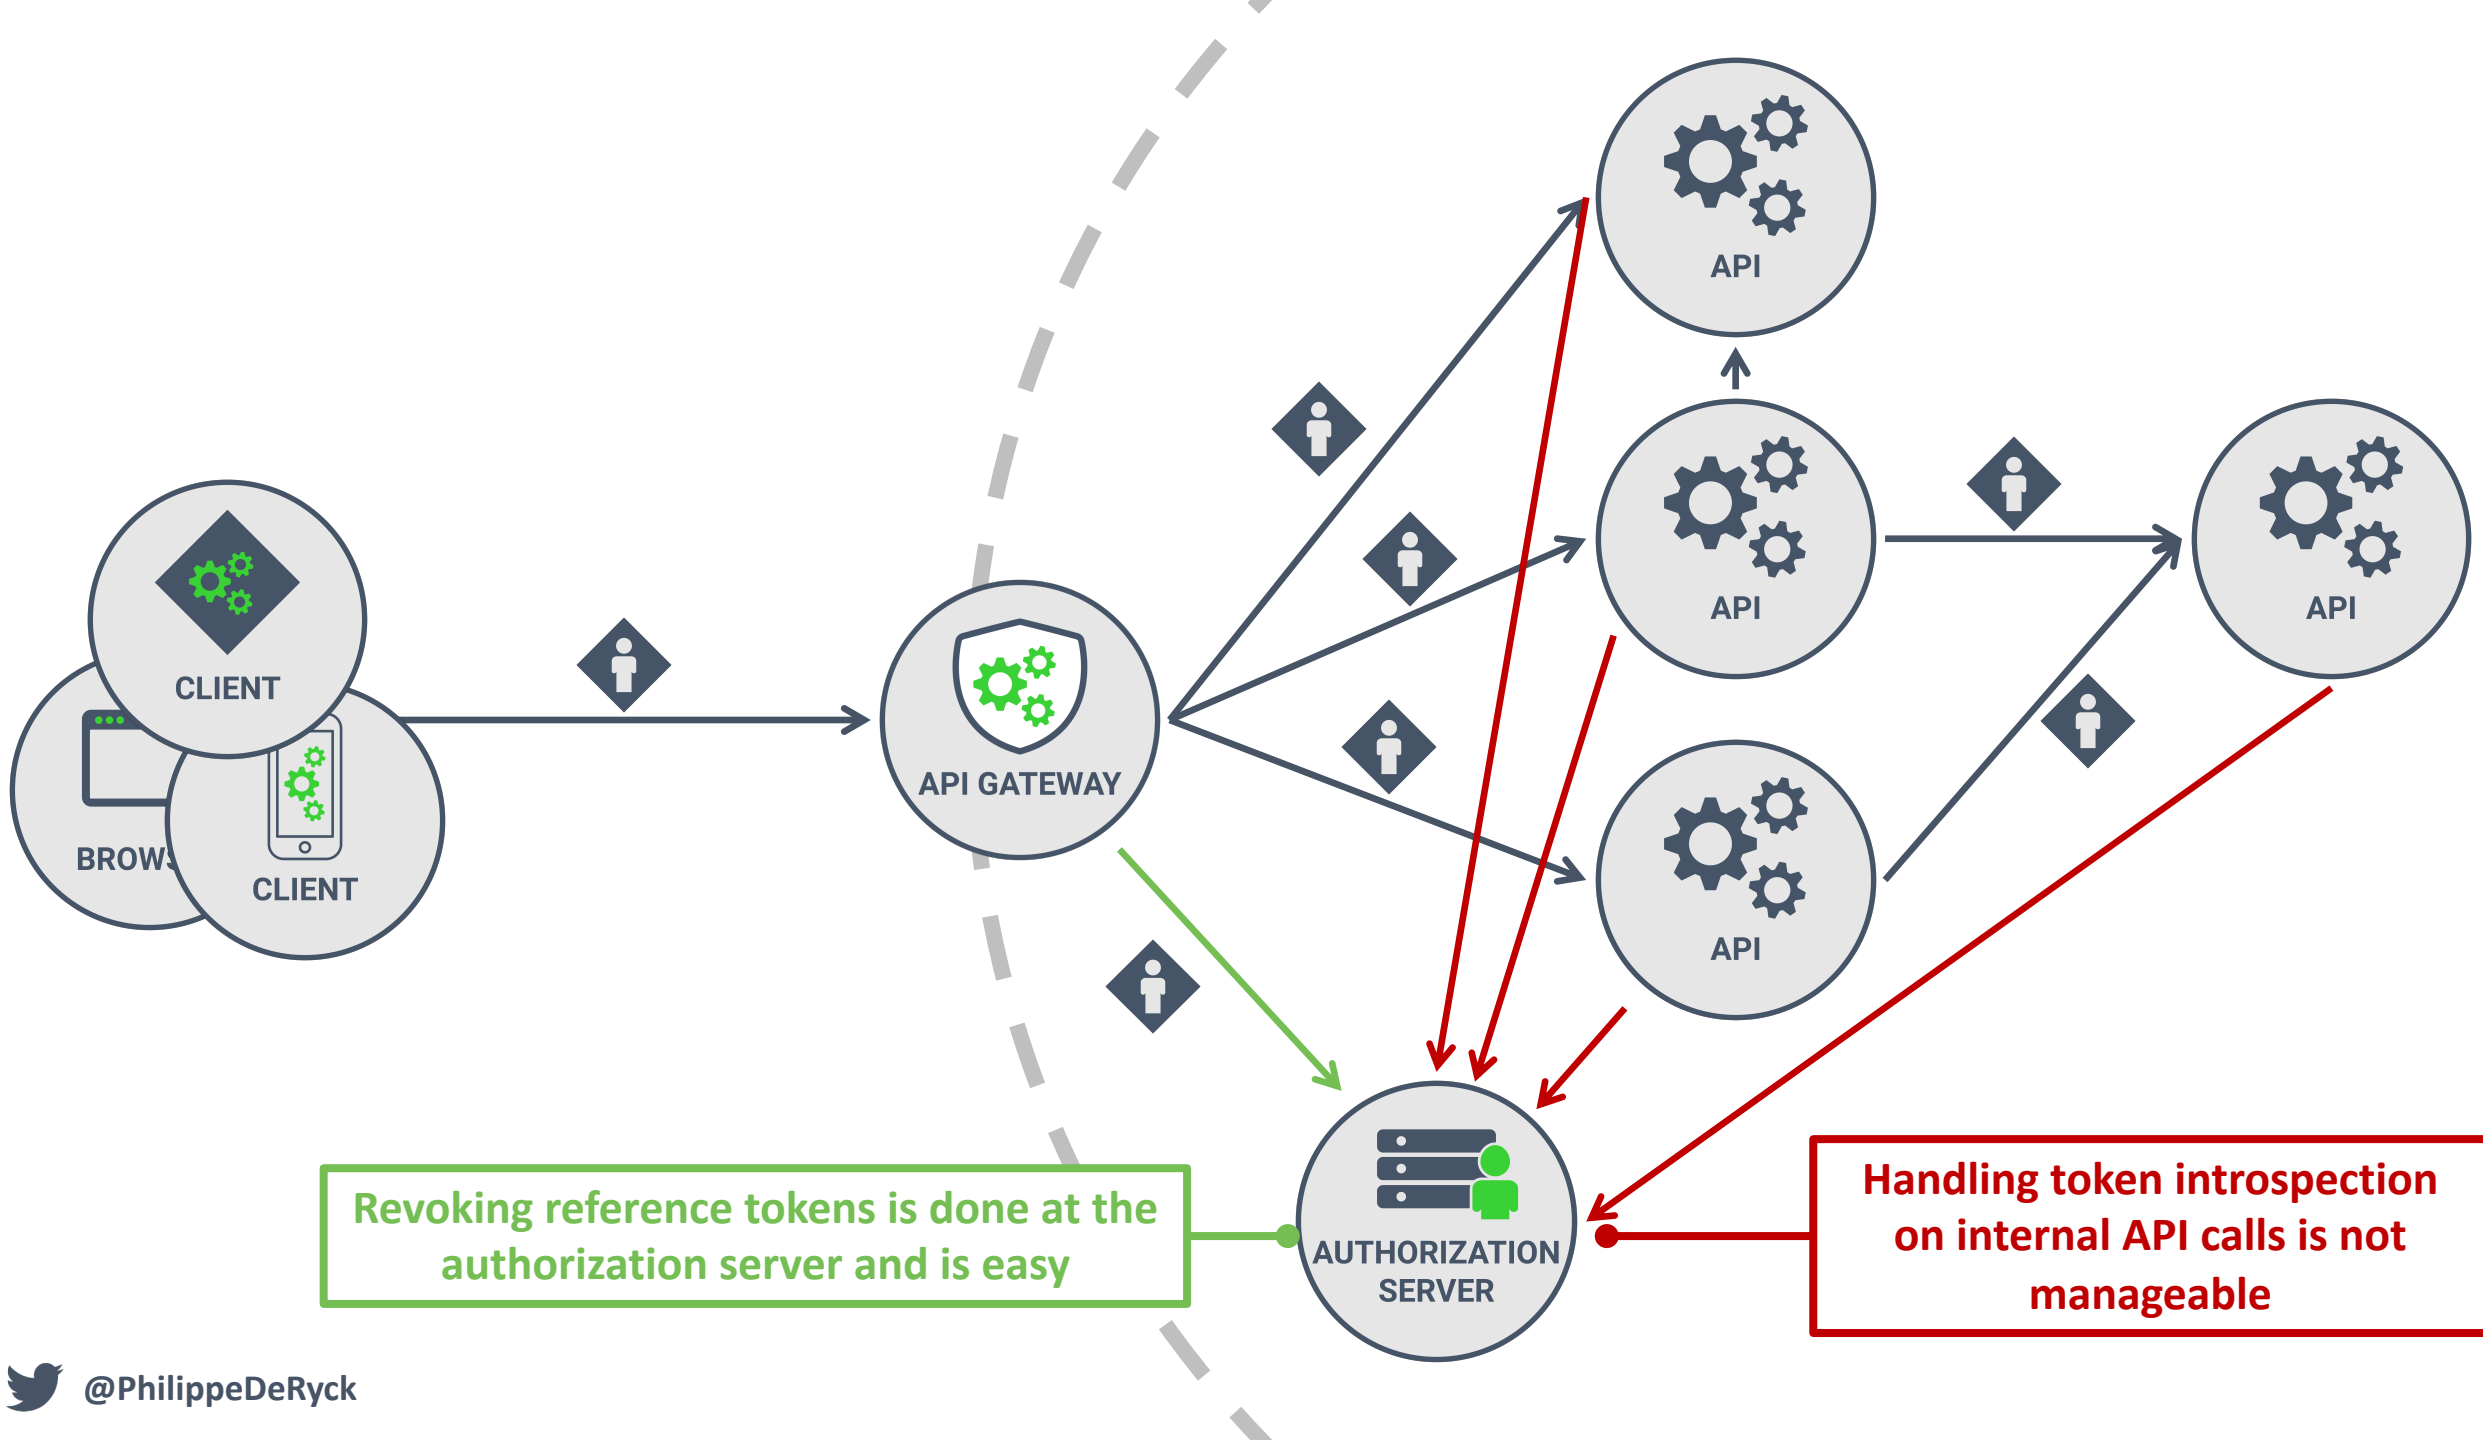 API
API
API
API
CLIENT
BROWS
CLIENT
API GATEWAY
AUTHORIZATION
SERVER
Revoking reference tokens is done at the
authorization server and is easy
Handling token introspection
on internal API calls is not
manageable
@PhilippeDeRyck